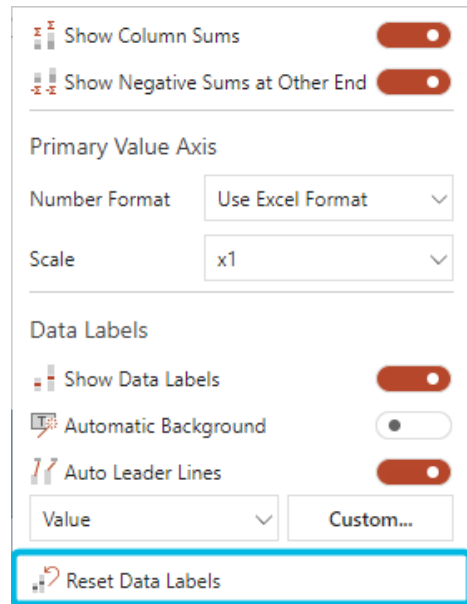 Show Column Sums
Show Negative Sums at Other End
Primary Value Axis
Number Format Use Excel Format
Scale x1
Data Labels
Show Data Labels
Automatic Background
Auto Leader Lines
Value Custom...
Reset Data Labels